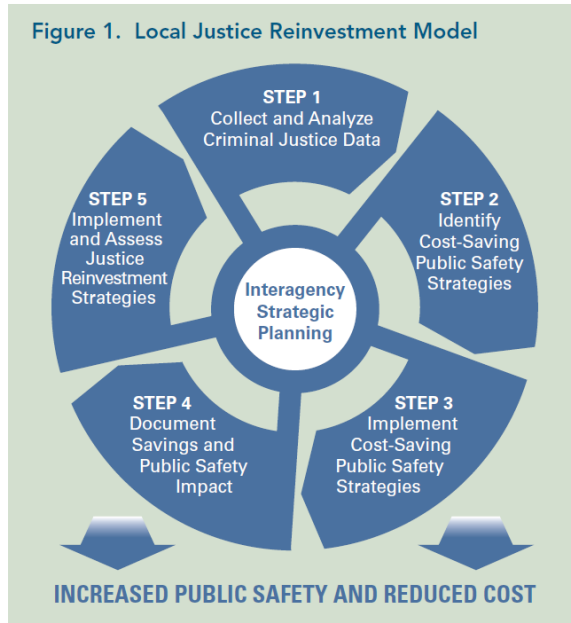 Figure 1. Local Justice Reinvestment Model
STEP 1
Collect and Analyze
Criminal Justice Data
STEP 2
Identify
Cost-Saving
Public Safety
Strategies
STEP 3
Implement
Cost-Saving
Public Safety
Strategies
STEP 4
Document
Savings and
Public Safety
Impact
STEP 5
Implement
and Assess
Justice
Reinvestment
Strategies
Interagency
Strategic
Planning
INCREASED PUBLIC SAFETY AND REDUCED COST